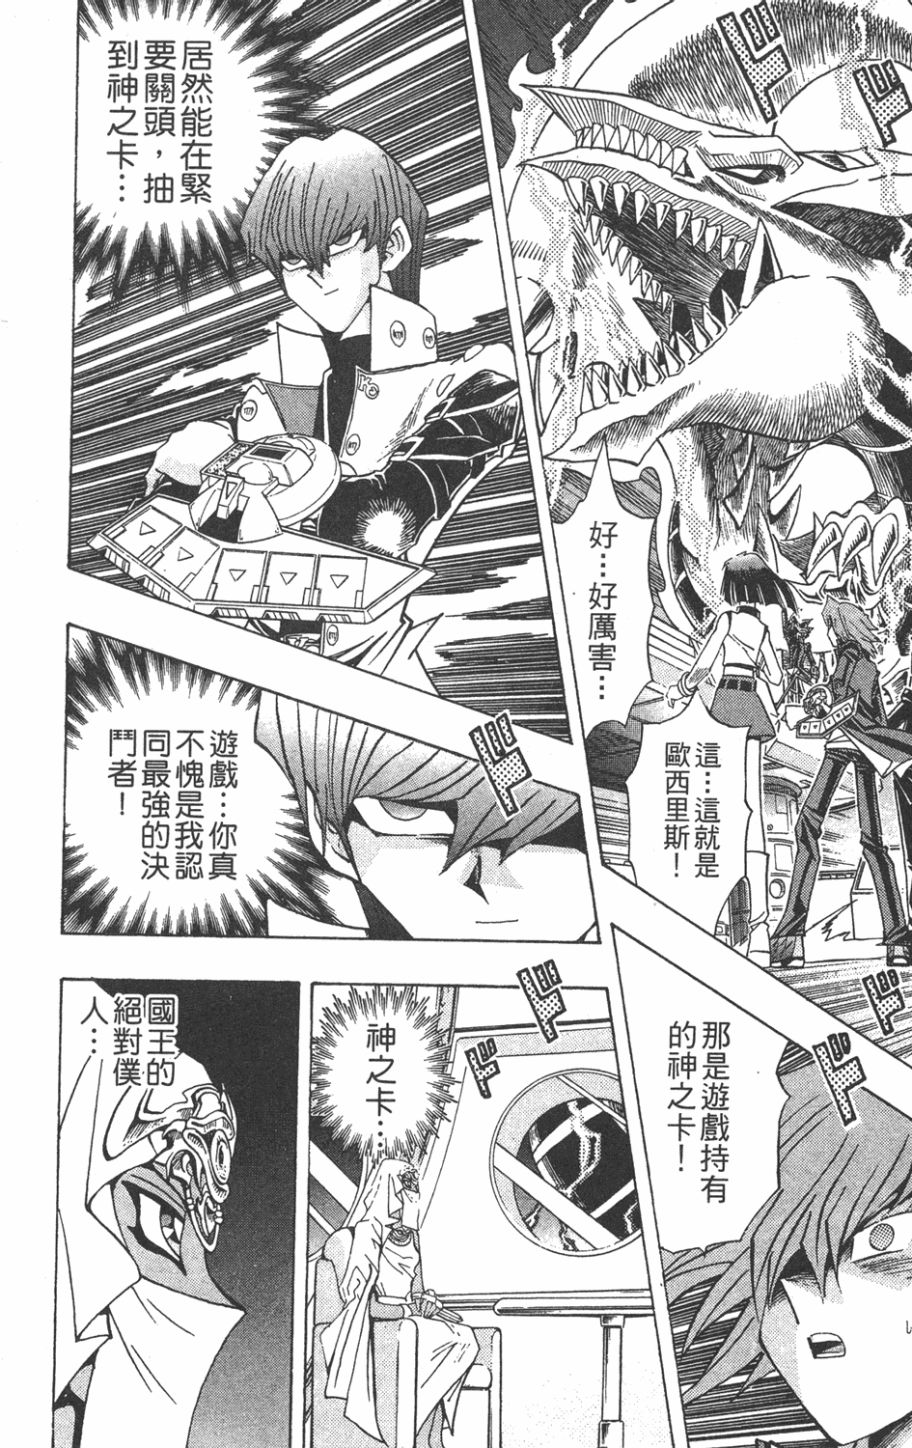 好…好厲害…
這…這就是
歐西里斯！
居然能在緊
要關頭，抽
到神之卡…
遊戲…你真
不愧是我認
同最強的決
鬥者！
那是遊戲持有
的神之卡！
神之卡…
國王的
絕對僕
人…